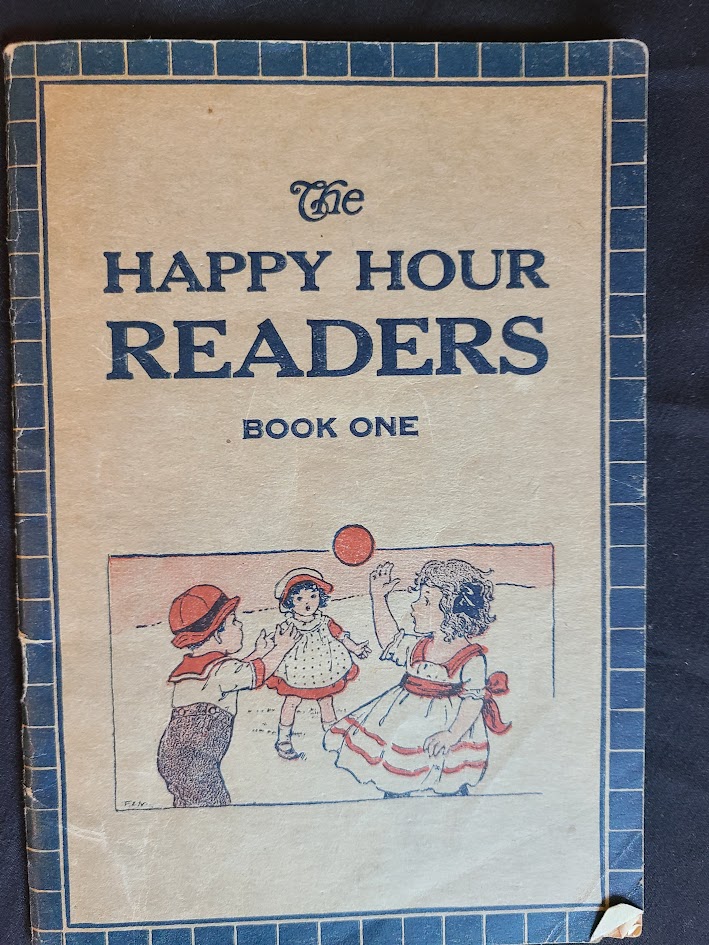 The
HAPPY HOUR
READERS
BOOK ONE